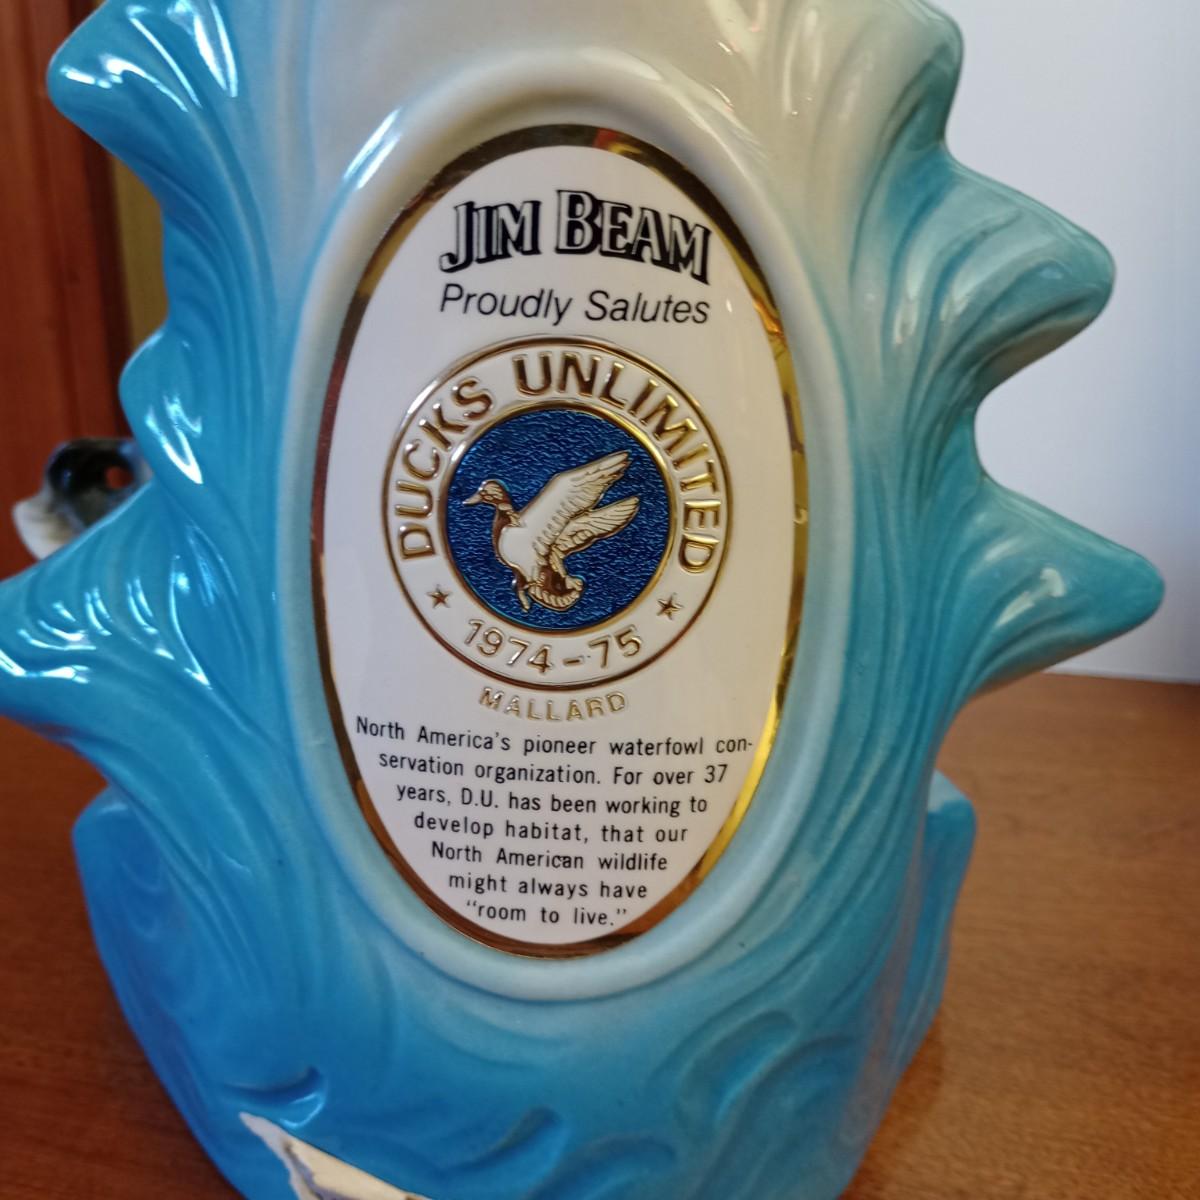 JIM BEAM
Proudly Salutes
DUCKS UNLIMITED
★ 1974-75 ★
MALLARD
North America's pioneer waterfowl con-
servation organization. For over 37
years, D.U. has been working to
develop habitat, that our
North American wildlife
might always have
"room to live."